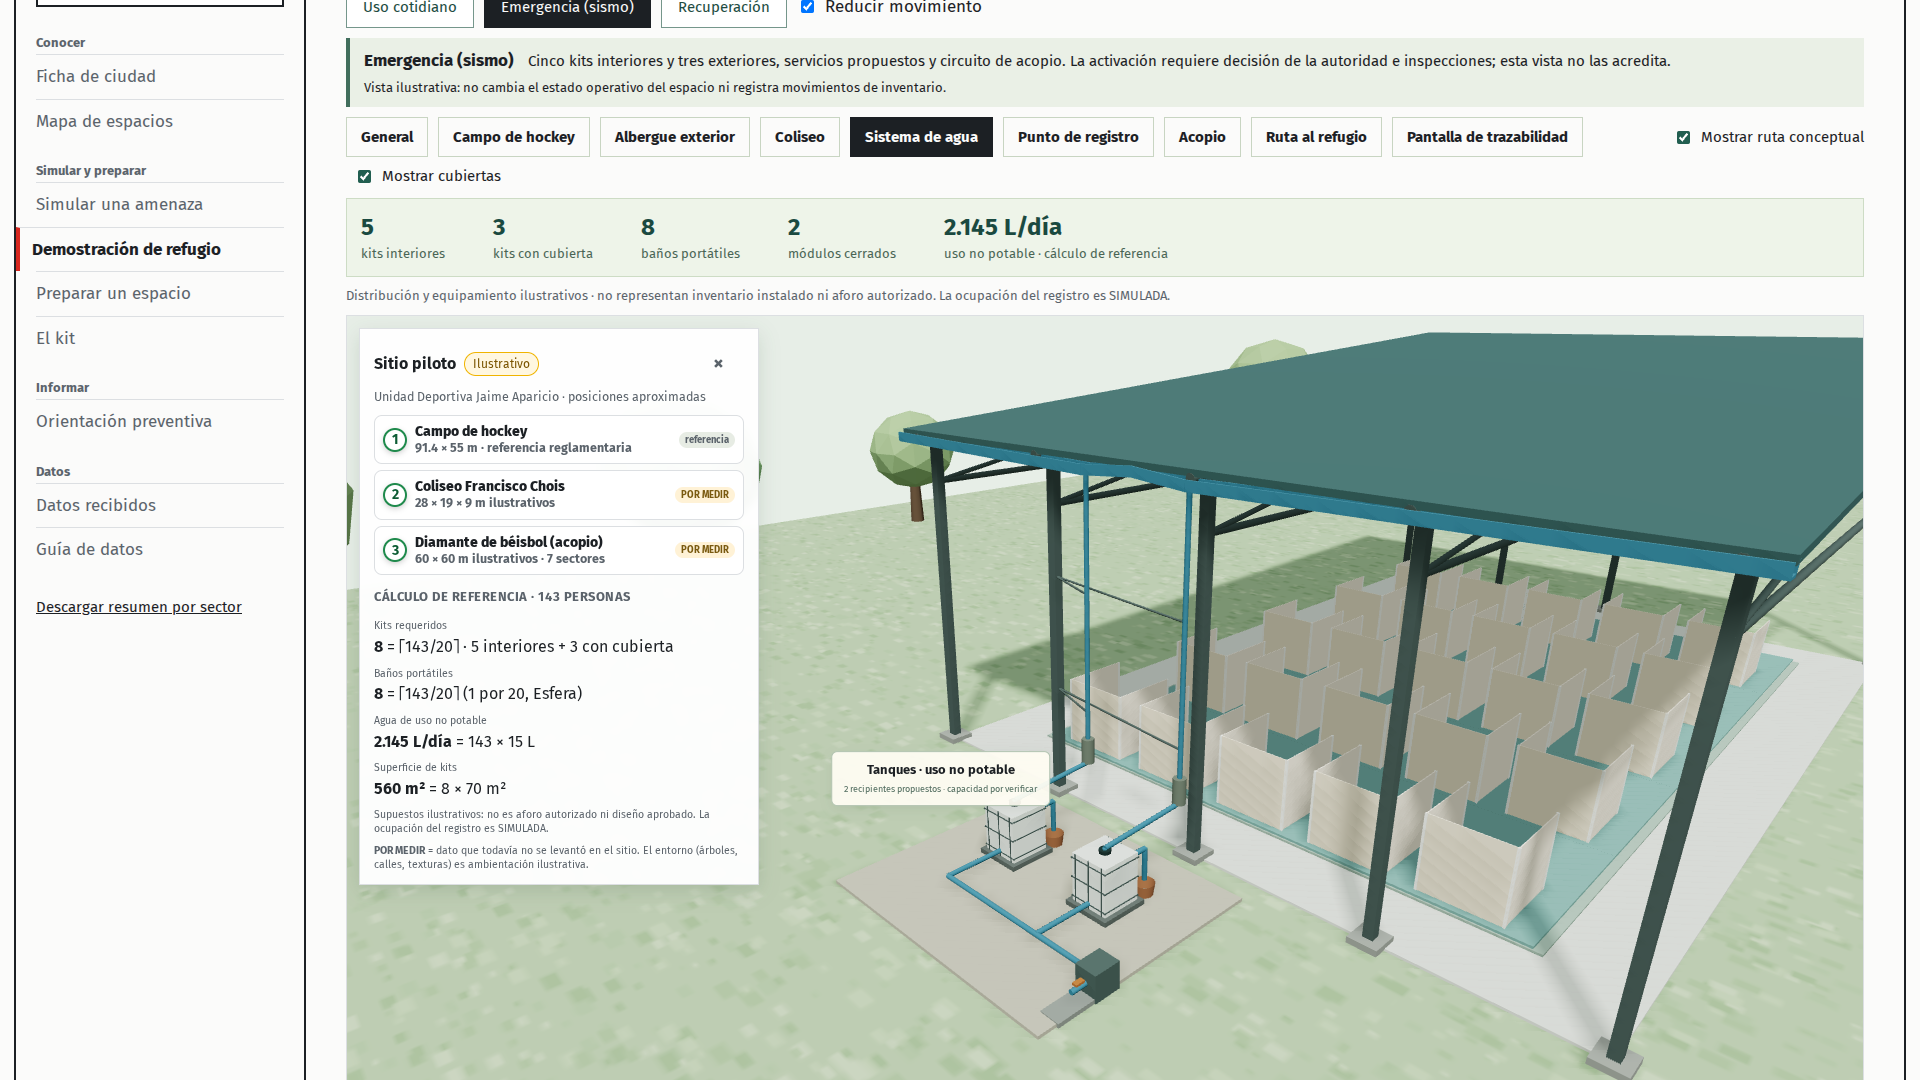 Uso cotidiano
Emergencia (sismo)
Recuperación
Reducir movimiento
Conocer
Ficha de ciudad
Mapa de espacios
Simular y preparar
Simular una amenaza
Demostración de refugio
Preparar un espacio
El kit
Informar
Orientación preventiva
Datos
Datos recibidos
Guía de datos
Descargar resumen por sector
Emergencia (sismo) Cinco kits interiores y tres exteriores, servicios propuestos y circuito de acopio. La activación requiere decisión de la autoridad e inspecciones; esta vista no las acredita.
Vista ilustrativa: no cambia el estado operativo del espacio ni registra movimientos de inventario.
General
Campo de hockey
Albergue exterior
Coliseo
Sistema de agua
Punto de registro
Acopio
Ruta al refugio
Pantalla de trazabilidad
Mostrar ruta conceptual
Mostrar cubiertas
5
kits interiores
3
kits con cubierta
8
baños portátiles
2
módulos cerrados
2.145 L/día
uso no potable · cálculo de referencia
Distribución y equipamiento ilustrativos · no representan inventario instalado ni aforo autorizado. La ocupación del registro es SIMULADA.
Sitio piloto
Ilustrativo
×
Unidad Deportiva Jaime Aparicio · posiciones aproximadas
1
Campo de hockey
91.4 × 55 m · referencia reglamentaria
referencia
2
Coliseo Francisco Chois
28 × 19 × 9 m ilustrativos
POR MEDIR
3
Diamante de béisbol (acopio)
60 × 60 m ilustrativos · 7 sectores
POR MEDIR
CÁLCULO DE REFERENCIA · 143 PERSONAS
Kits requeridos
8 = ⌈143/20⌉ · 5 interiores + 3 con cubierta
Baños portátiles
8 = ⌈143/20⌉ (1 por 20, Esfera)
Agua de uso no potable
2.145 L/día = 143 × 15 L
Superficie de kits
560 m² = 8 × 70 m²
Supuestos ilustrativos: no es aforo autorizado ni diseño aprobado. La
ocupación del registro es SIMULADA.
POR MEDIR = dato que todavía no se levantó en el sitio. El entorno (árboles,
calles, texturas) es ambientación ilustrativa.
Tanques · uso no potable
2 recipientes propuestos · capacidad por verificar